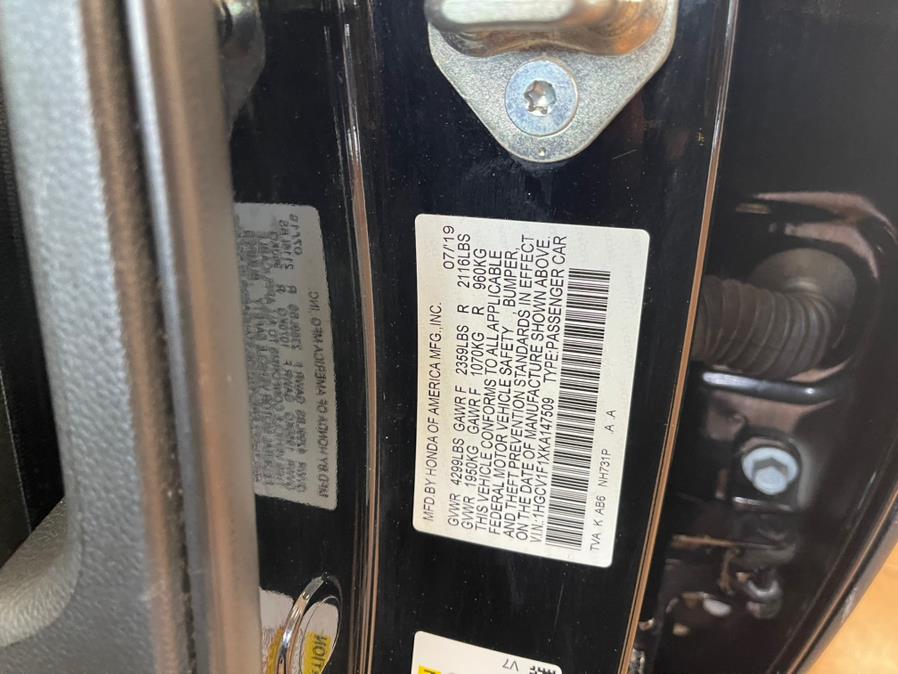 MFD.BY HONDA OF AMERICA MFG.,INC. 07/'19
GVWR 4299LBS GAWR F 2359LBS R 2116LBS
GVWR 1950KG GAWR F 1070KG R 960KG
THIS VEHICLE CONFORMS TO ALL APPLICABLE
FEDERAL MOTOR VEHICLE SAFETY , BUMPER,
AND THEFT PREVENTION STANDARDS IN EFFECT
ON THE DATE OF MANUFACTURE SHOWN ABOVE.
V.I.N.:1HGCV1F1XKA147509 TYPE:PASSENGER CAR
TVA K AB6 NH731P A A
V7